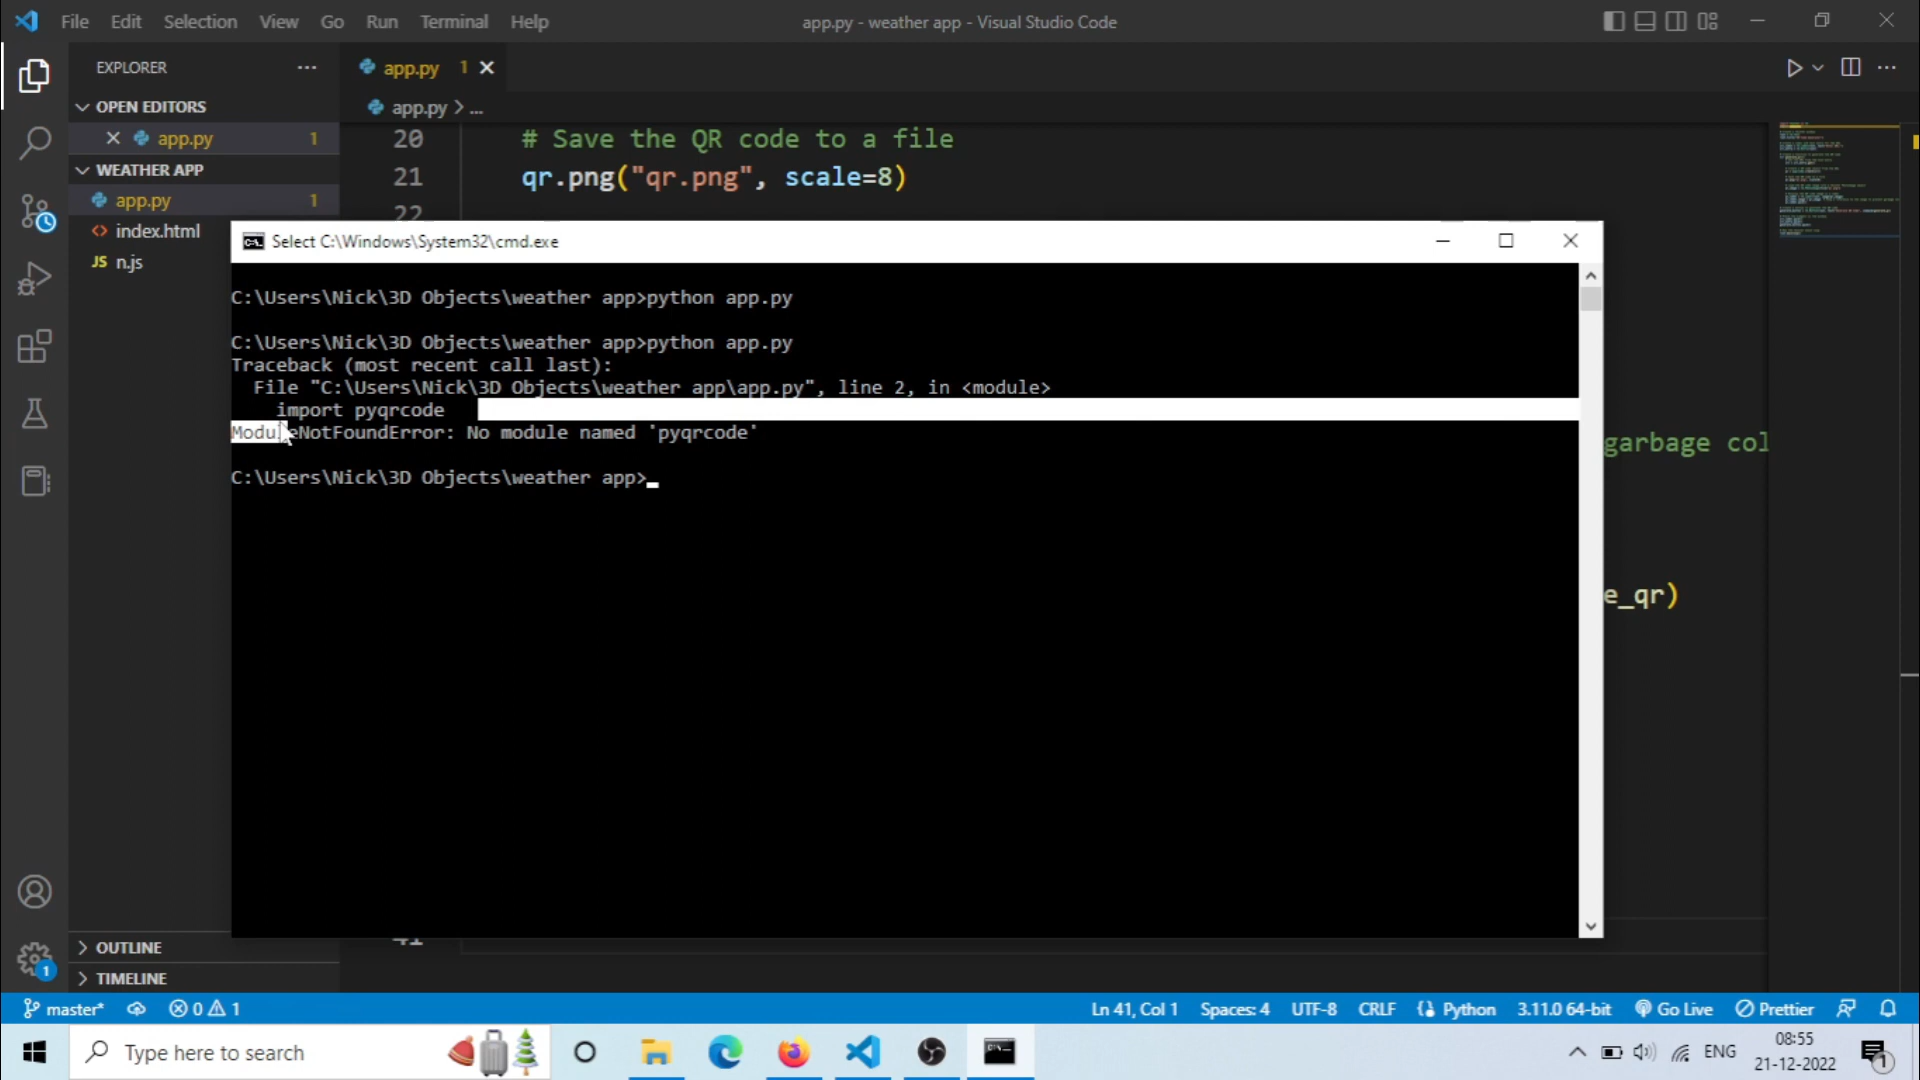 File Edit Selection View Go Run Terminal Help
app.py - weather app - Visual Studio Code
EXPLORER
app.py 1
OPEN EDITORS
app.py > ...
app.py 1
WEATHER APP
app.py 1
index.html
JS n.js
20 # Save the QR code to a file
21 qr.png("qr.png", scale=8)
22
Select C:\Windows\System32\cmd.exe
C:\Users\Nick\3D Objects\weather app>python app.py
C:\Users\Nick\3D Objects\weather app>python app.py
Traceback (most recent call last):
File "C:\Users\Nick\3D Objects\weather app\app.py", line 2, in <module>
import pyqrcode
ModuleNotFoundError: No module named 'pyqrcode'
C:\Users\Nick\3D Objects\weather app>
garbage col
e_qr)
41
OUTLINE
TIMELINE
1
master* 0 1
Ln 41, Col 1 Spaces: 4 UTF-8 CRLF Python 3.11.0 64-bit Go Live Prettier
Type here to search
ENG
08:55
21-12-2022
1